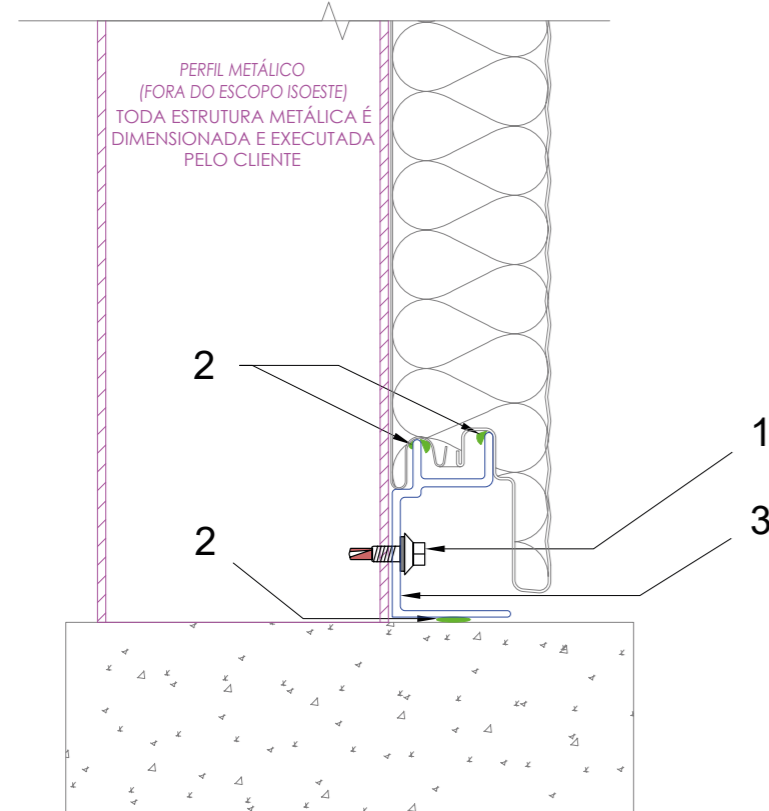 PERFIL METÁLICO
(FORA DO ESCOPO ISOESTE)
TODA ESTRUTURA METÁLICA É
DIMENSIONADA E EXECUTADA
PELO CLIENTE
2
1
3
2